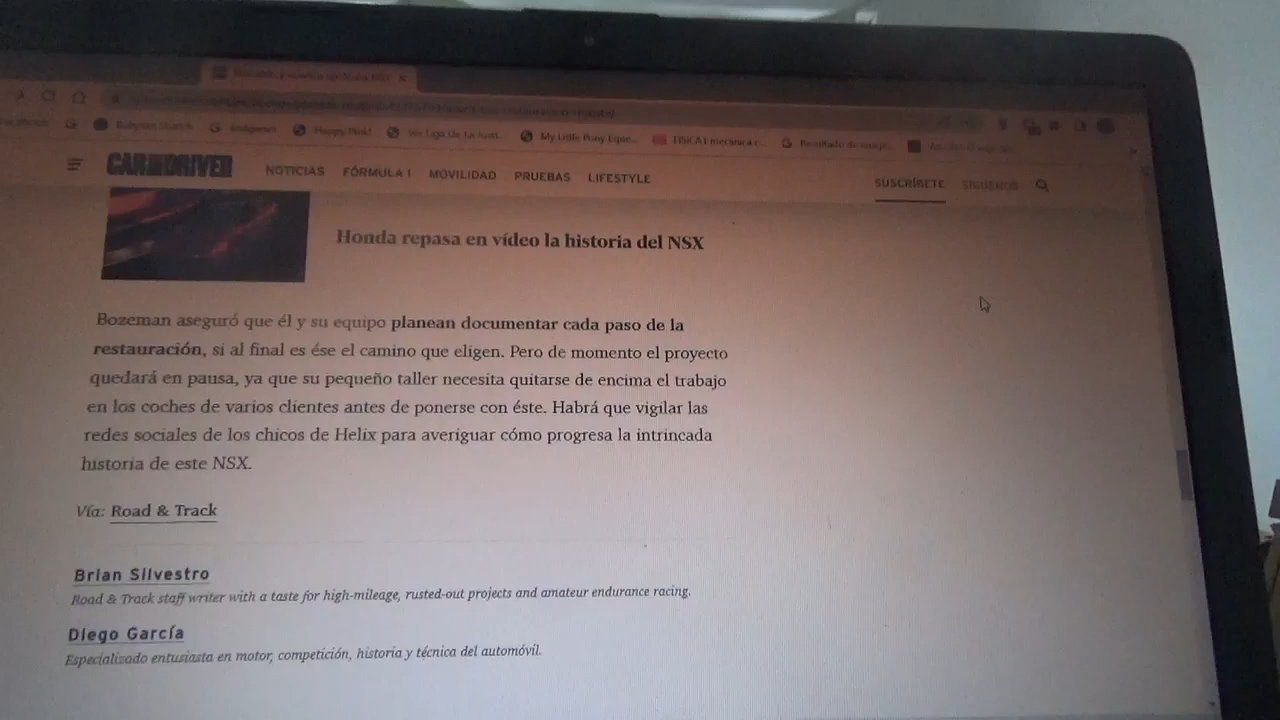 CAR AND DRIVER
NOTICIAS FÓRMULA 1 MOVILIDAD PRUEBAS LIFESTYLE SUSCRÍBETE SÍGUENOS
Honda repasa en vídeo la historia del NSX
Bozeman aseguró que él y su equipo planean documentar cada paso de la
restauración, si al final es ése el camino que eligen. Pero de momento el proyecto
quedará en pausa, ya que su pequeño taller necesita quitarse de encima el trabajo
en los coches de varios clientes antes de ponerse con éste. Habrá que vigilar las
redes sociales de los chicos de Helix para averiguar cómo progresa la intrincada
historia de este NSX.
Vía: Road & Track
Brian Silvestro
Road & Track staff writer with a taste for high-mileage, rusted-out projects and amateur endurance racing.
Diego García
Especializado entusiasta en motor, competición, historia y técnica del automóvil.